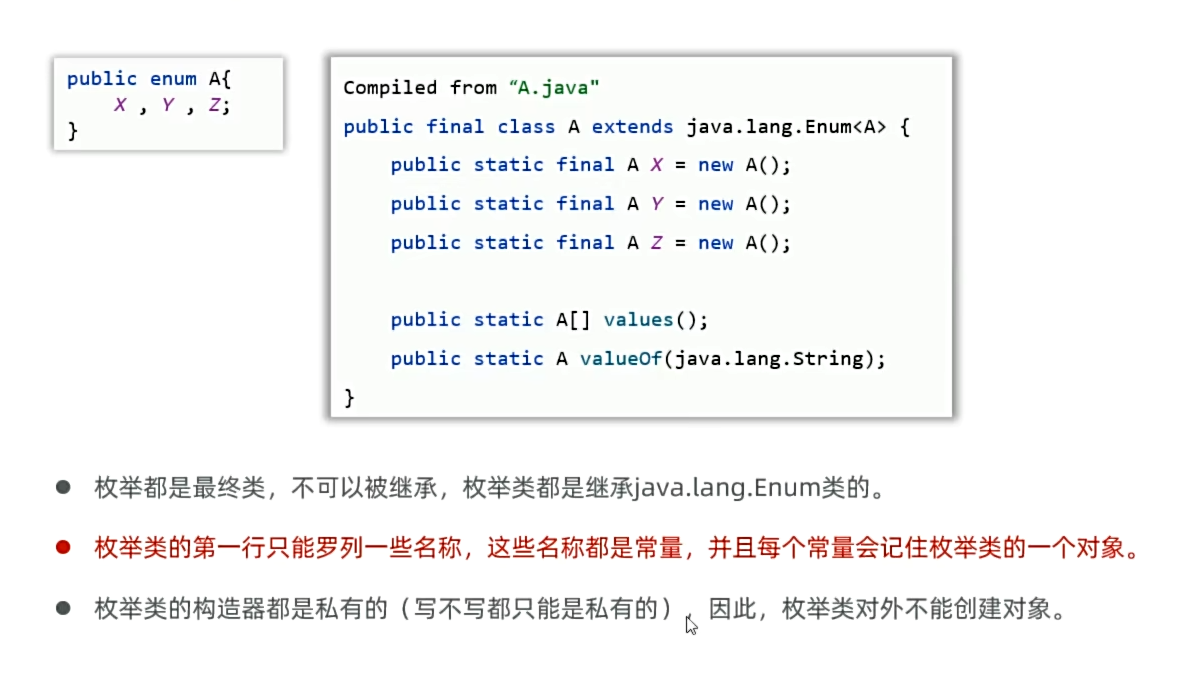 public enum A{
X , Y , Z;
}
Compiled from “A.java"
public final class A extends java.lang.Enum<A> {
public static final A X = new A();
public static final A Y = new A();
public static final A Z = new A();
public static A[] values();
public static A valueOf(java.lang.String);
}
● 枚举都是最终类，不可以被继承，枚举类都是继承java.lang.Enum类的。
● 枚举类的第一行只能罗列一些名称，这些名称都是常量，并且每个常量会记住枚举类的一个对象。
● 枚举类的构造器都是私有的（写不写都只能是私有的），因此，枚举类对外不能创建对象。